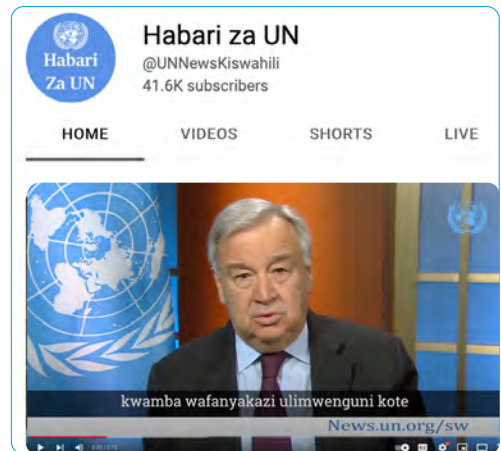 Habari
Za UN
Habari za UN
@UNNewsKiswahili
41.6K subscribers
HOME VIDEOS SHORTS LIVE
kwamba wafanyakazi ulimwenguni kote
News.un.org/sw